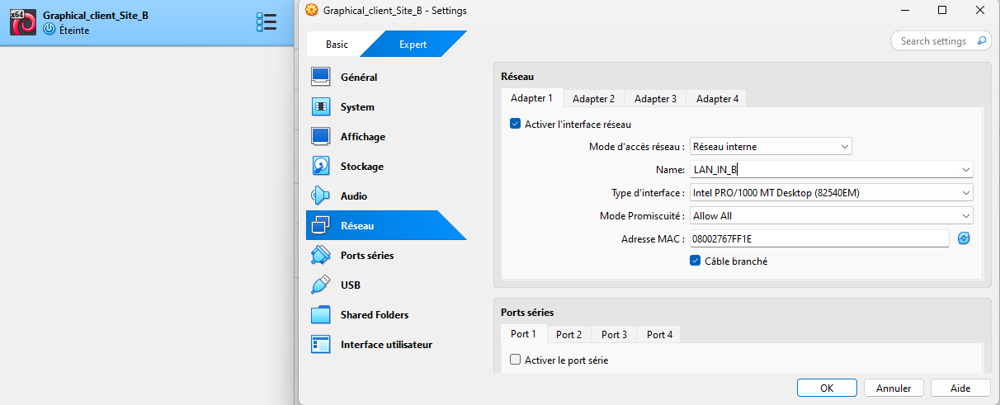 x64
Graphical_client_Site_B
Éteinte
Graphical_client_Site_B - Settings
Basic
Expert
Search settings
Général
System
Affichage
Stockage
Audio
Réseau
Ports séries
USB
Shared Folders
Interface utilisateur
Réseau
Adapter 1
Adapter 2
Adapter 3
Adapter 4
Activer l'interface réseau
Mode d'accès réseau : Réseau interne
Name: LAN_IN_B
Type d'interface : Intel PRO/1000 MT Desktop (82540EM)
Mode Promiscuité : Allow All
Adresse MAC : 08002767FF1E
Câble branché
Ports séries
Port 1
Port 2
Port 3
Port 4
Activer le port série
OK
Annuler
Aide